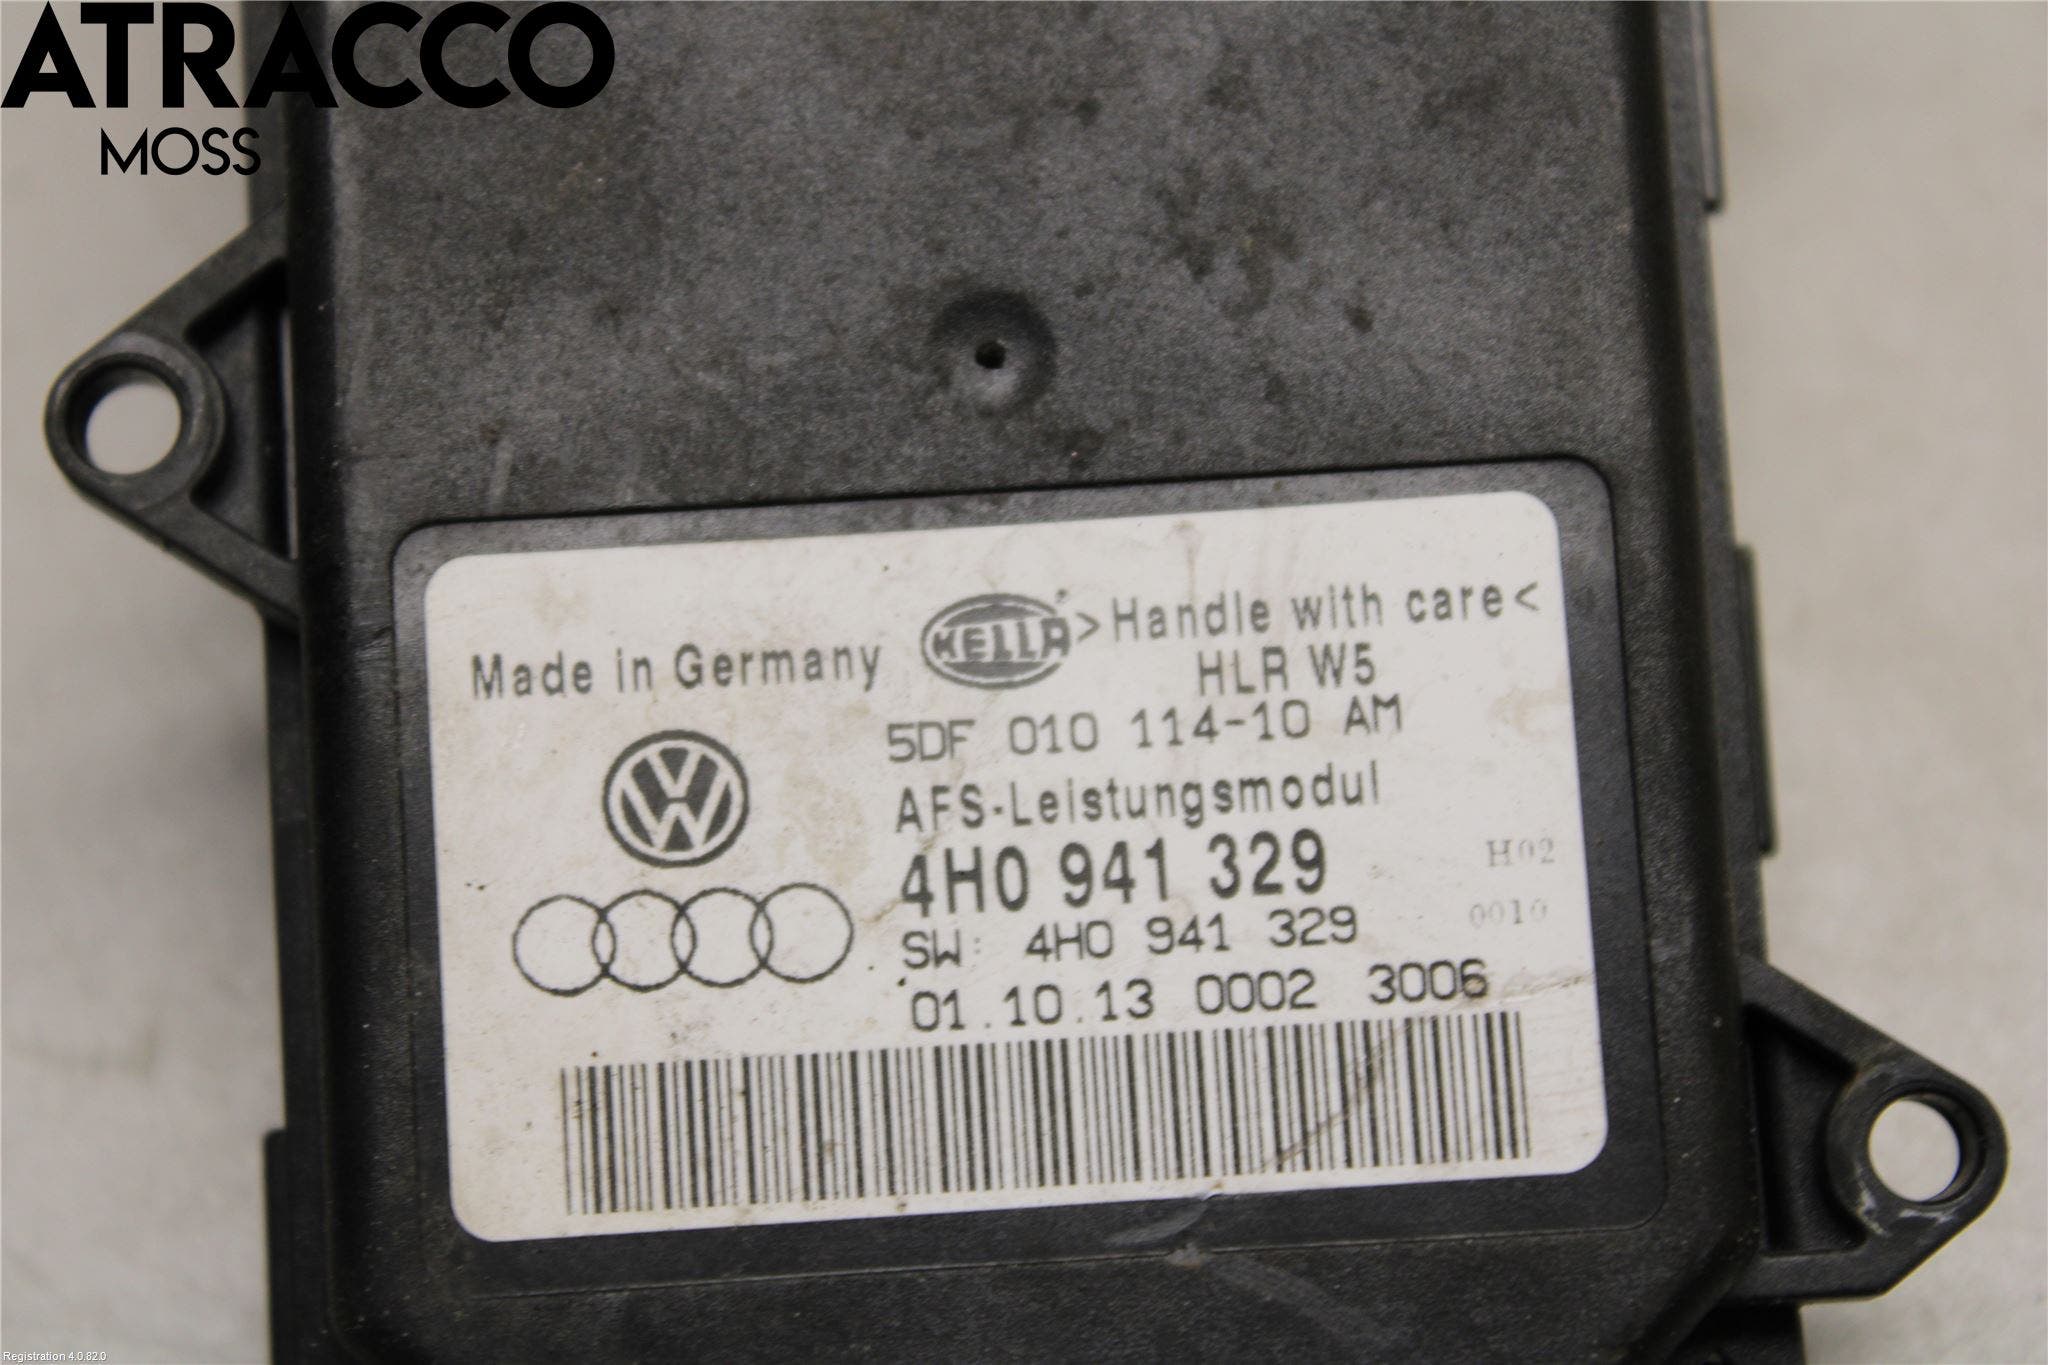 ATRACCO
MOSS
Made in Germany HELLA >Handle with care<
HLR W5
5DF 010 114-10 AM
AFS-Leistungsmodul
4H0 941 329 H02
SW: 4H0 941 329 0010
01.10.13 0002 3006
Registration 4.0.82.0